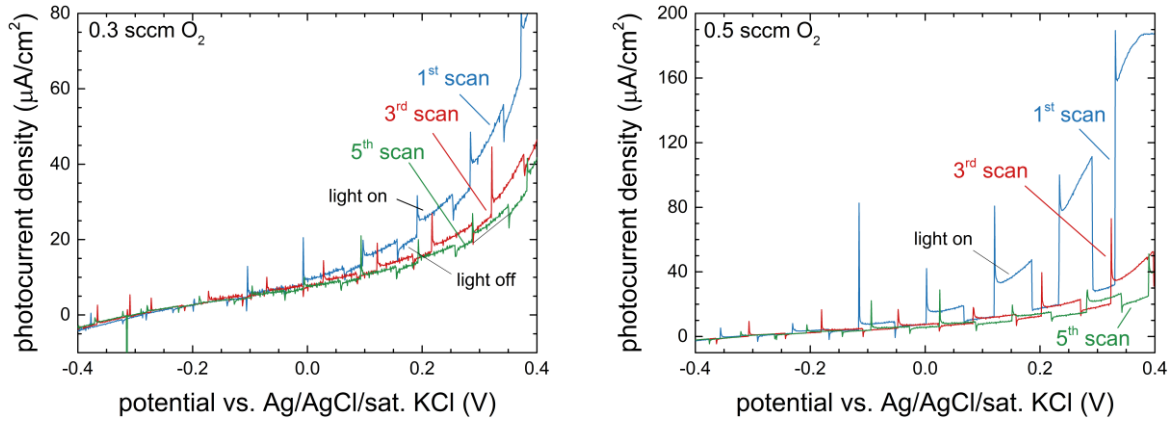 0.3 sccm O₂
1st scan
3rd scan
5th scan
light on
light off
80
60
40
20
0
-0.4 -0.2 0.0 0.2 0.4
photocurrent density (µA/cm²)
potential vs. Ag/AgCl/sat. KCl (V)
0.5 sccm O₂
1st scan
3rd scan
light on
5th scan
200
160
120
80
40
0
-0.4 -0.2 0.0 0.2 0.4
photocurrent density (µA/cm²)
potential vs. Ag/AgCl/sat. KCl (V)